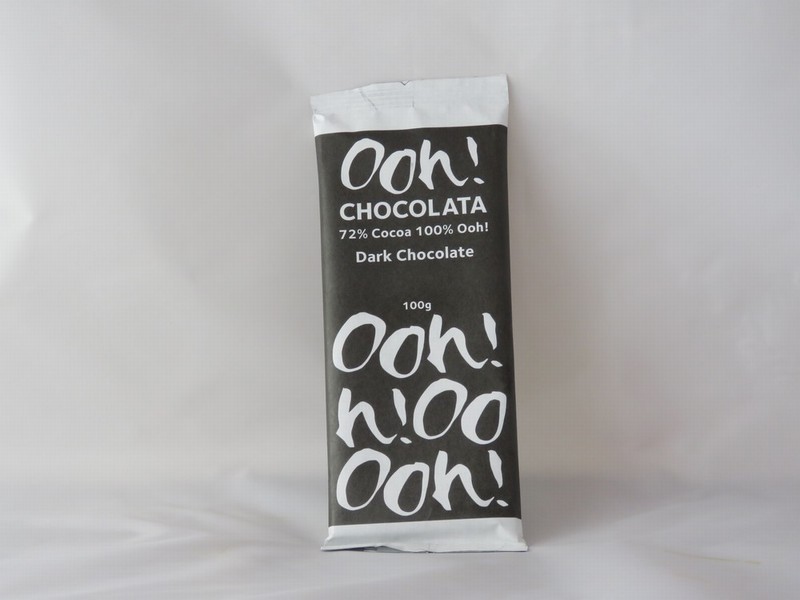 Ooh!
CHOCOLATA
72% Cocoa 100% Ooh!
Dark Chocolate
100g
Ooh!
h!Oo
Ooh!